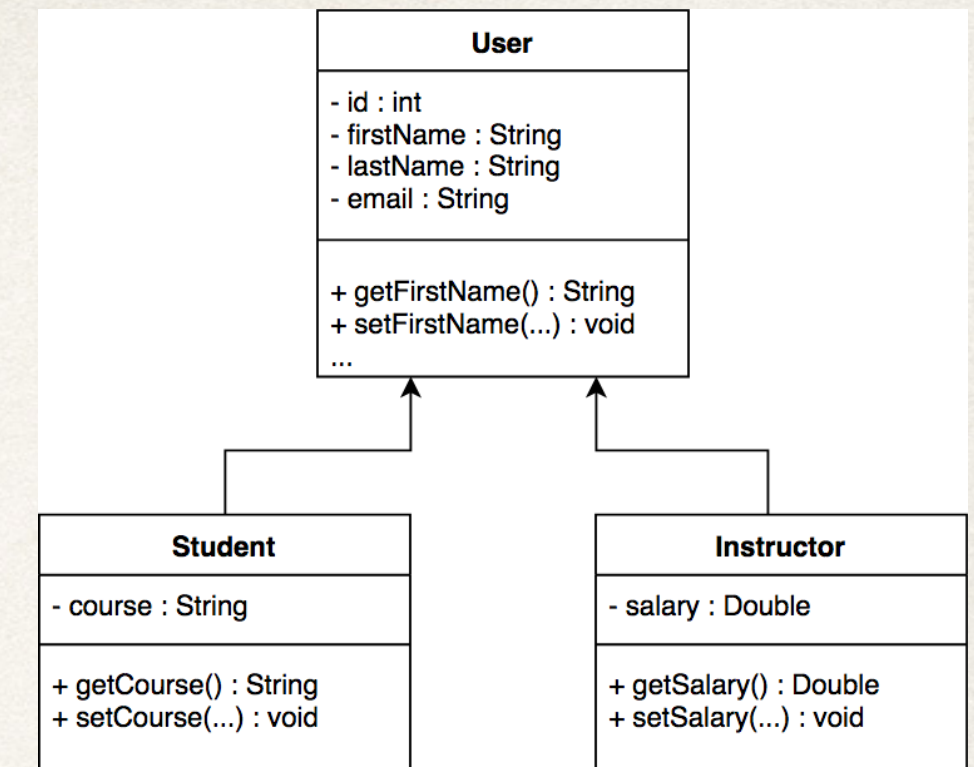 User
- id : int
- firstName : String
- lastName : String
- email : String
+ getFirstName() : String
+ setFirstName(...) : void
...
Student
- course : String
+ getCourse() : String
+ setCourse(...) : void
Instructor
- salary : Double
+ getSalary() : Double
+ setSalary(...) : void